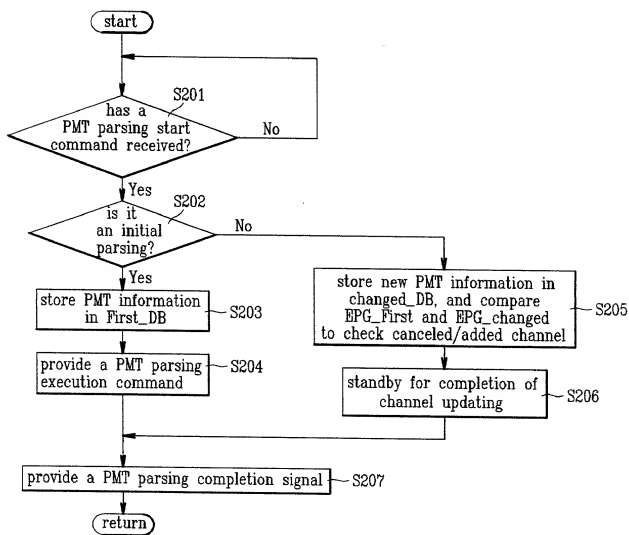 start
S201
has a
PMT parsing start
command received?
No
Yes
S202
is it
an initial
parsing?
No
Yes
store PMT information
in First_DB
S203
store new PMT information in
changed_DB, and compare
EPG_First and EPG_changed
to check canceled/added channel
S205
provide a PMT parsing
execution command
S204
standby for completion of
channel updating
S206
provide a PMT parsing completion signal
S207
return